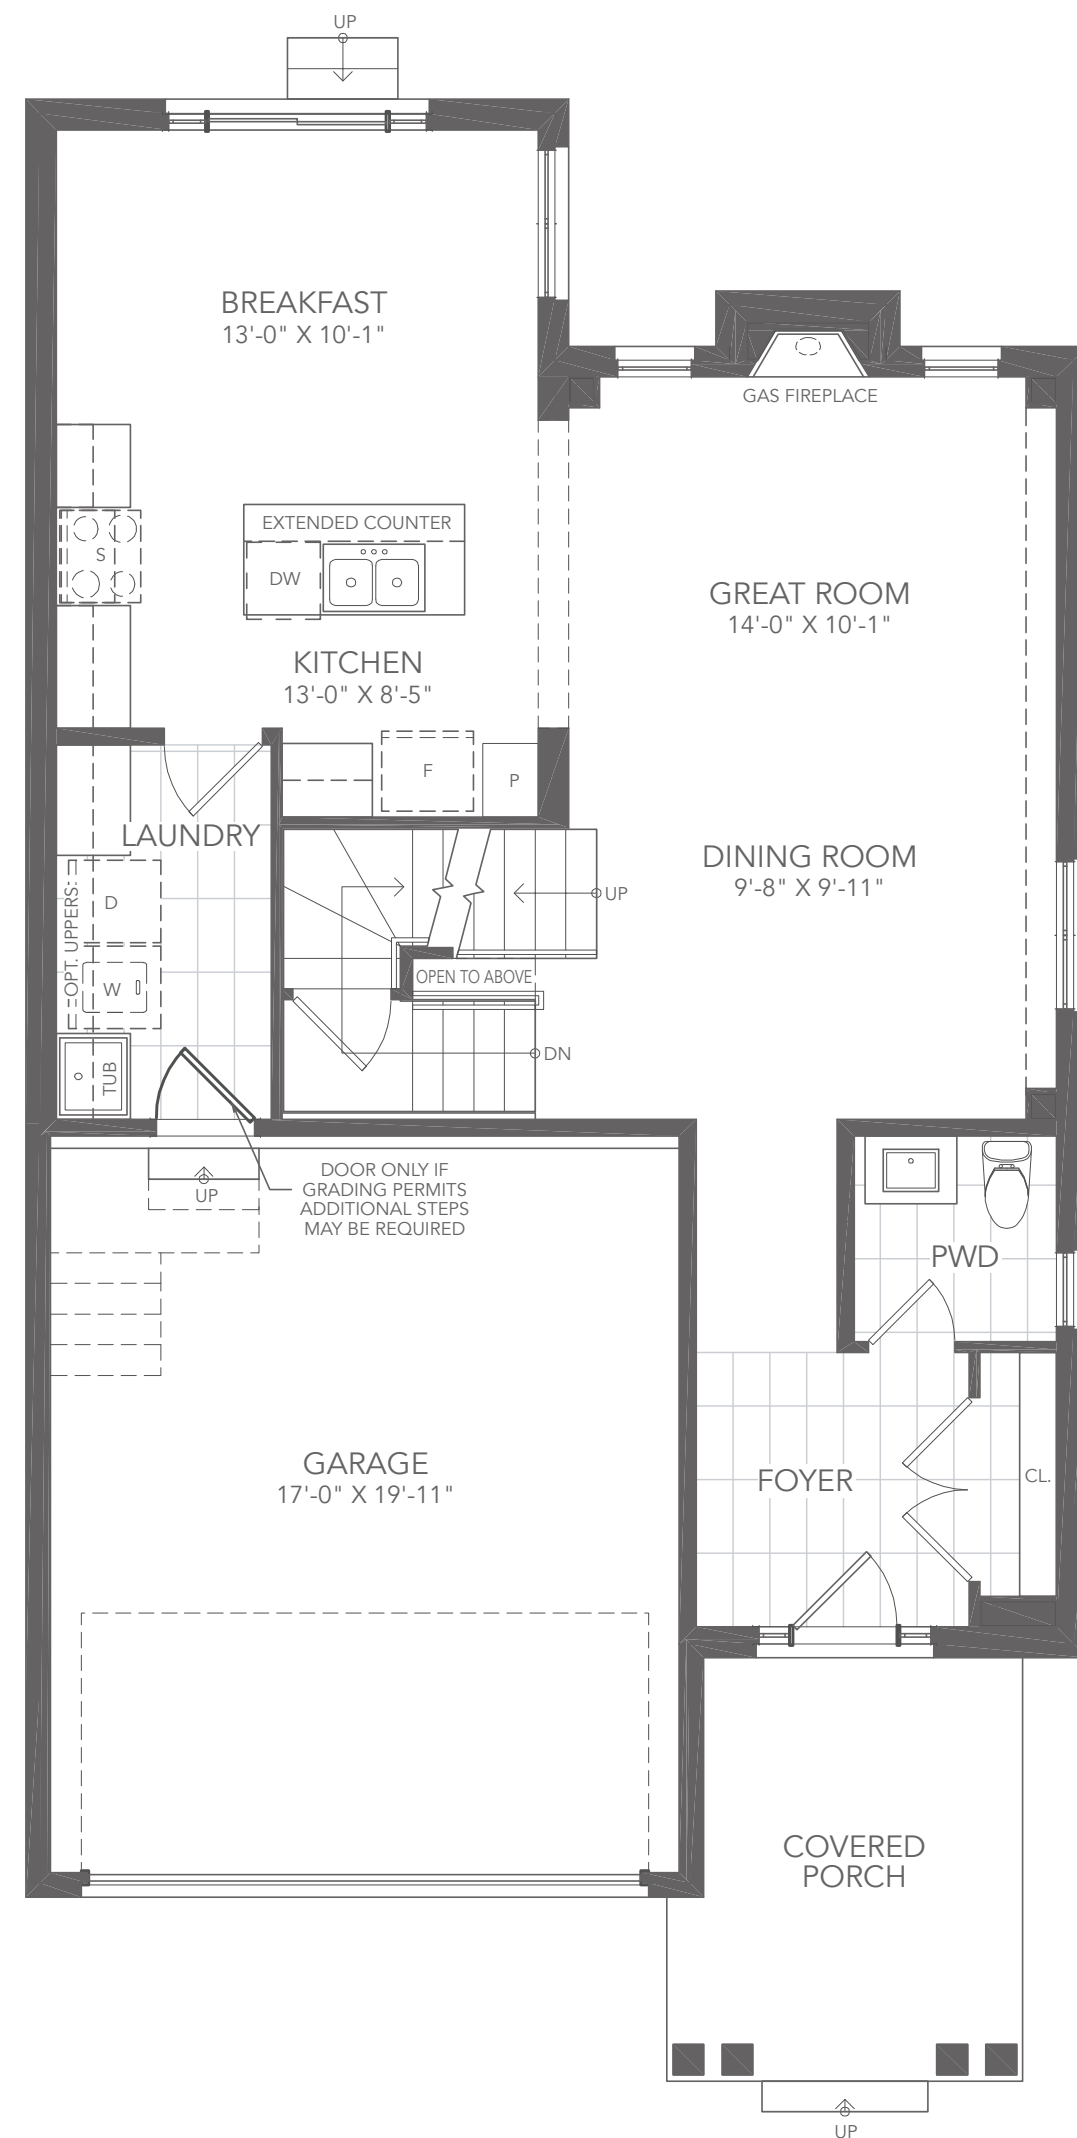 UP
BREAKFAST
13'-0" X 10'-1"
GAS FIREPLACE
EXTENDED COUNTER
S
DW
GREAT ROOM
14'-0" X 10'-1"
KITCHEN
13'-0" X 8'-5"
F
P
LAUNDRY
DINING ROOM
9'-8" X 9'-11"
OPT. UPPERS
D
UP
W
OPEN TO ABOVE
DN
TUB
DOOR ONLY IF
GRADING PERMITS
ADDITIONAL STEPS
MAY BE REQUIRED
UP
PWD
GARAGE
17'-0" X 19'-11"
FOYER
CL.
COVERED
PORCH
UP